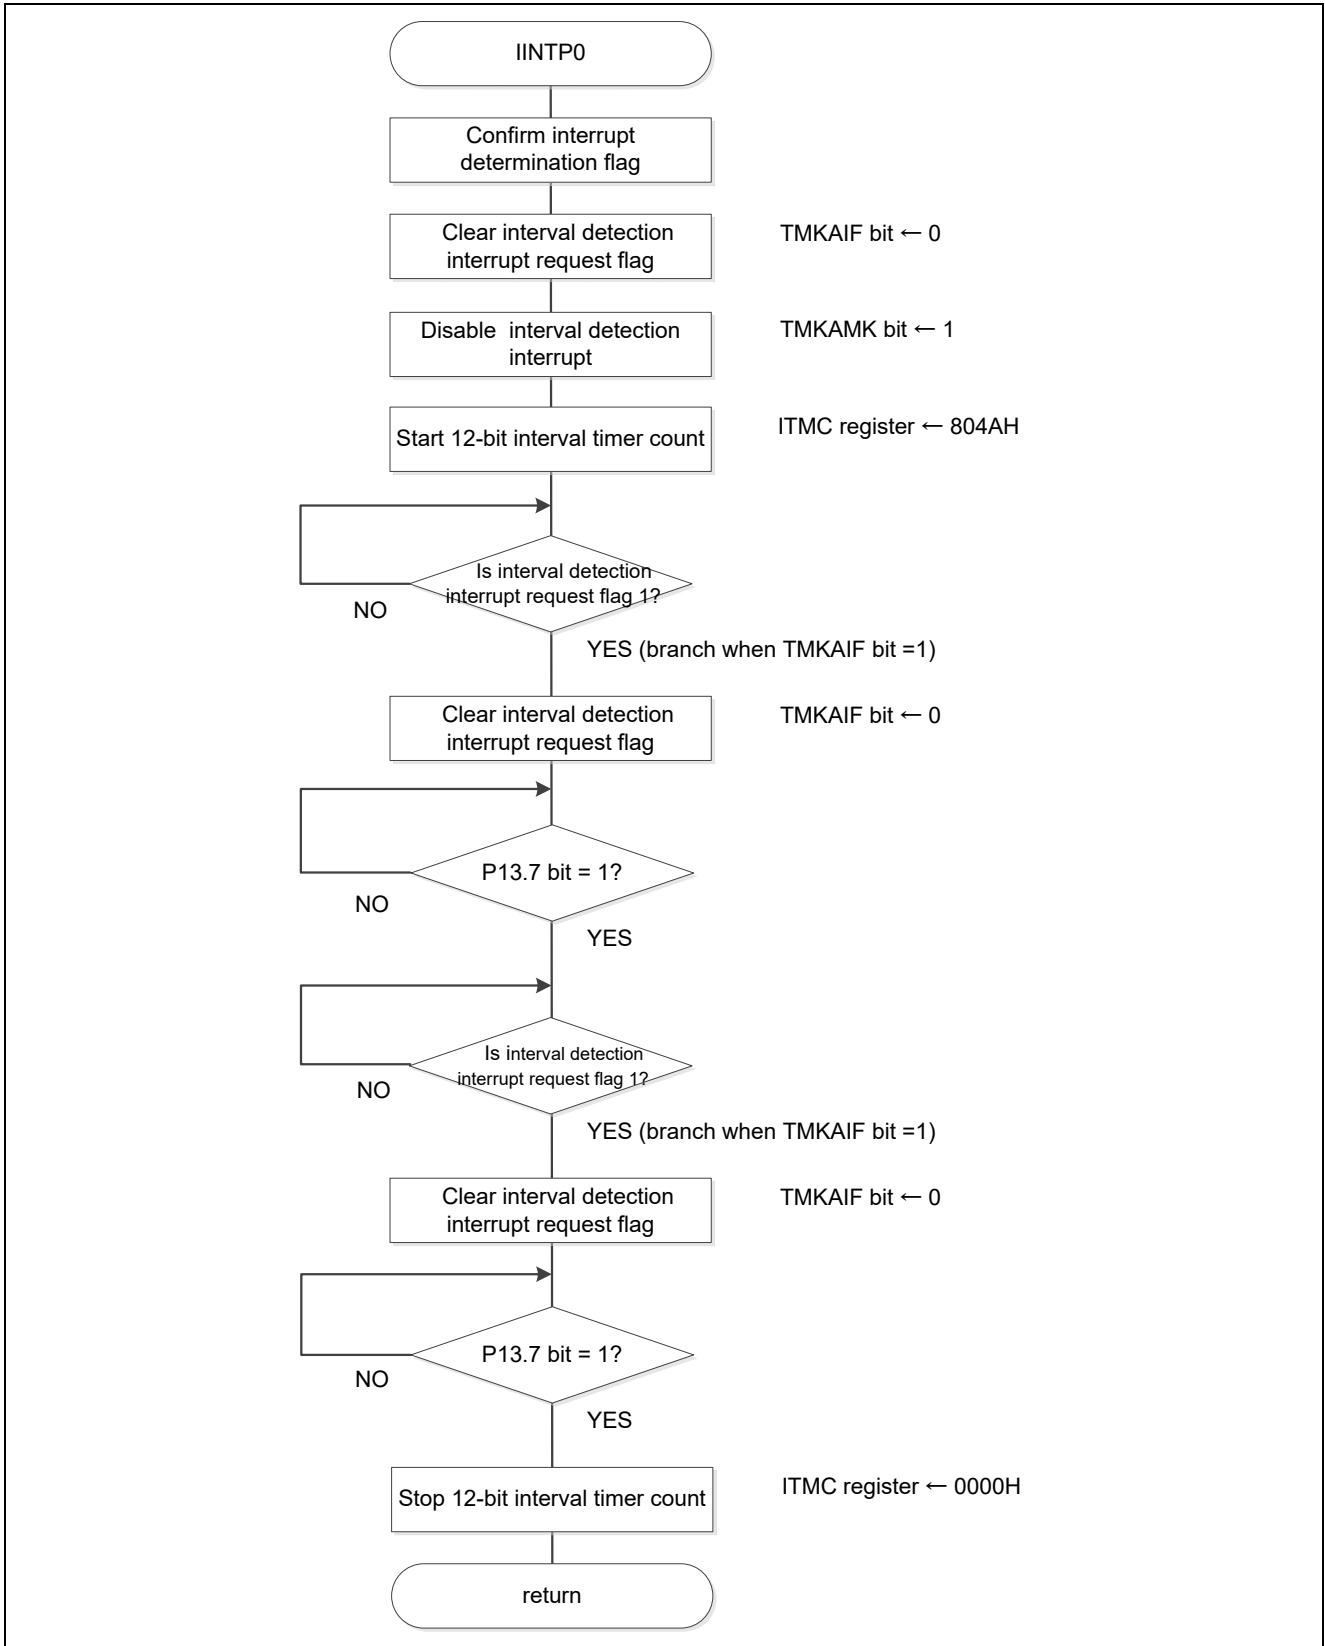 IINTP0
Confirm interrupt
determination flag
Clear interval detection
interrupt request flag
TMKAIF bit ← 0
Disable  interval detection
interrupt
TMKAMK bit ← 1
Start 12-bit interval timer count
ITMC register ← 804AH
Is interval detection
interrupt request flag 1?
NO
YES (branch when TMKAIF bit =1)
Clear interval detection
interrupt request flag
TMKAIF bit ← 0
P13.7 bit = 1?
NO
YES
Is interval detection
interrupt request flag 1?
NO
YES (branch when TMKAIF bit =1)
Clear interval detection
interrupt request flag
TMKAIF bit ← 0
P13.7 bit = 1?
NO
YES
Stop 12-bit interval timer count
ITMC register ← 0000H
return